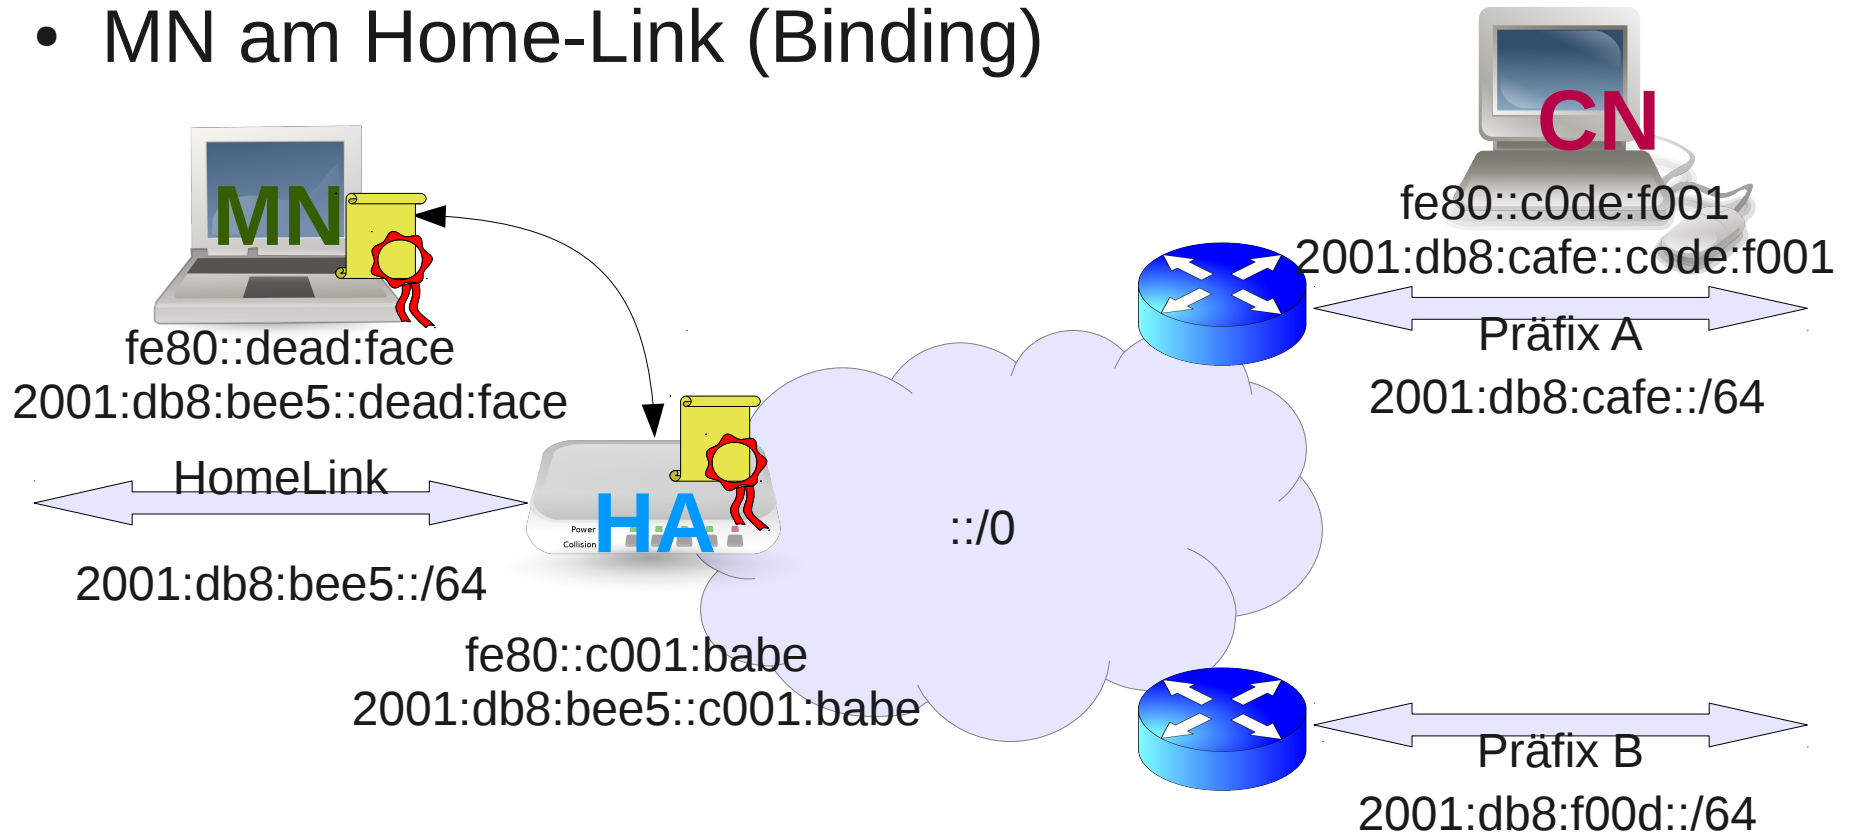 • MN am Home-Link (Binding)
CN
fe80::c0de:f001
2001:db8:cafe::code:f001
Präfix A
2001:db8:cafe::/64
MN
fe80::dead:face
2001:db8:bee5::dead:face
HomeLink
2001:db8:bee5::/64
HA
Power
Collision
fe80::c001:babe
2001:db8:bee5::c001:babe
::/0
Präfix B
2001:db8:f00d::/64